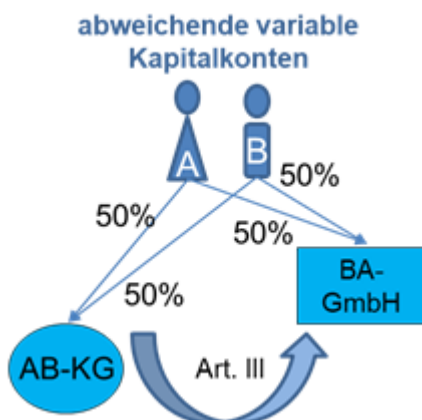 abweichende variable
Kapitalkonten
A
B
50%
50%
50%
50%
BA-
GmbH
AB-KG
Art. III